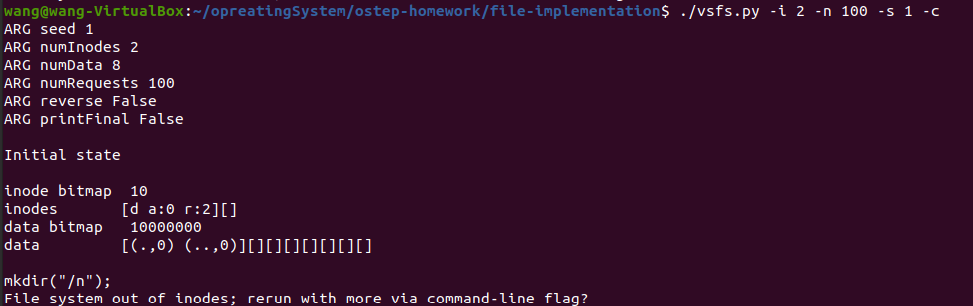 wang@wang-VirtualBox:~/opreatingSystem/ostep-homework/file-implementation$ ./vsfs.py -i 2 -n 100 -s 1 -c
ARG seed 1
ARG numInodes 2
ARG numData 8
ARG numRequests 100
ARG reverse False
ARG printFinal False
Initial state
inode bitmap  10
inodes       [d a:0 r:2][]
data bitmap   10000000
data         [(.,0) (..,0)][][][][][][][]
mkdir("/n");
File system out of inodes; rerun with more via command-line flag?